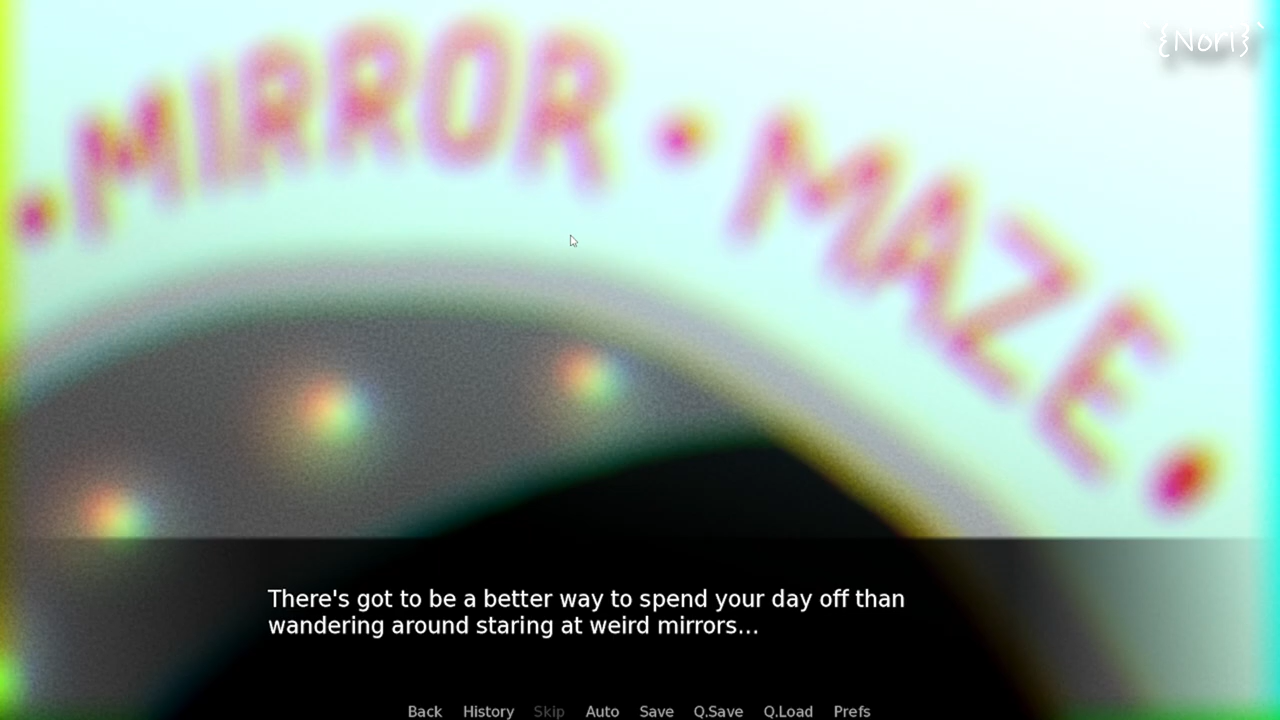 {Nori}
•MIRROR•MAZE•
There's got to be a better way to spend your day off than
wandering around staring at weird mirrors...
Back History Skip Auto Save Q.Save Q.Load Prefs